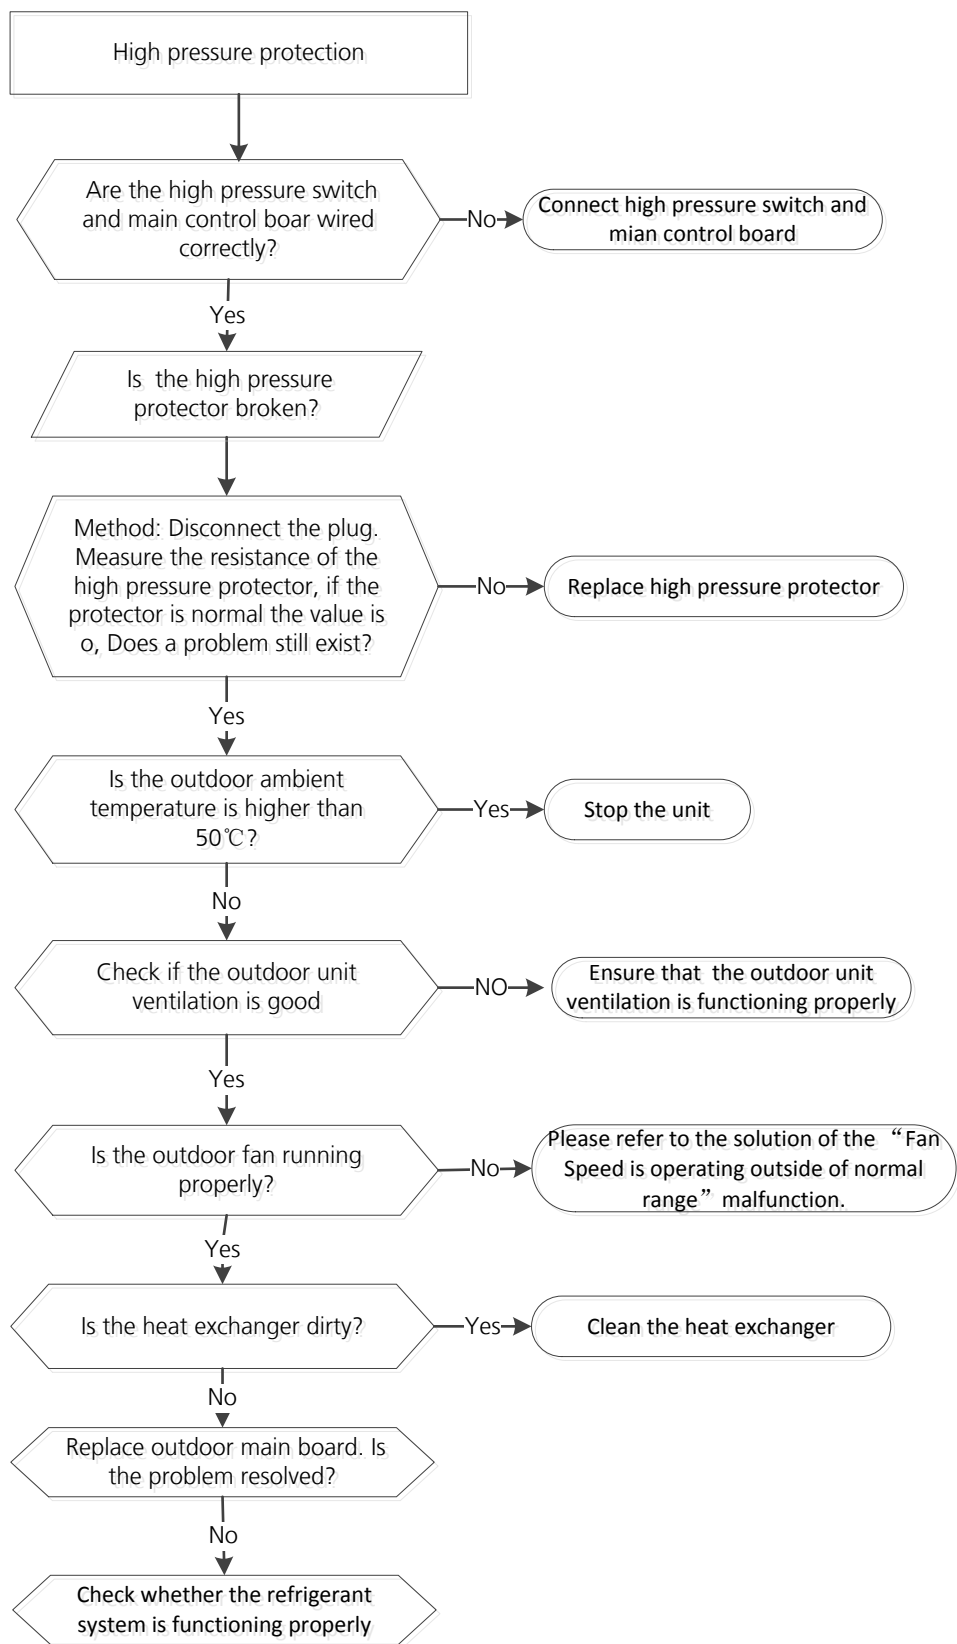 High pressure protection
Are the high pressure switch
and main control boar wired
correctly?
No
Connect high pressure switch and
mian control board
Yes
Is the high pressure
protector broken?
Method: Disconnect the plug.
Measure the resistance of the
high pressure protector, if the
protector is normal the value is
o, Does a problem still exist?
No
Replace high pressure protector
Yes
Is the outdoor ambient
temperature is higher than
50℃?
Yes
Stop the unit
No
Check if the outdoor unit
ventilation is good
NO
Ensure that the outdoor unit
ventilation is functioning properly
Yes
Is the outdoor fan running
properly?
No
Please refer to the solution of the “Fan
Speed is operating outside of normal
range” malfunction.
Yes
Is the heat exchanger dirty?
Yes
Clean the heat exchanger
No
Replace outdoor main board. Is
the problem resolved?
No
Check whether the refrigerant
system is functioning properly